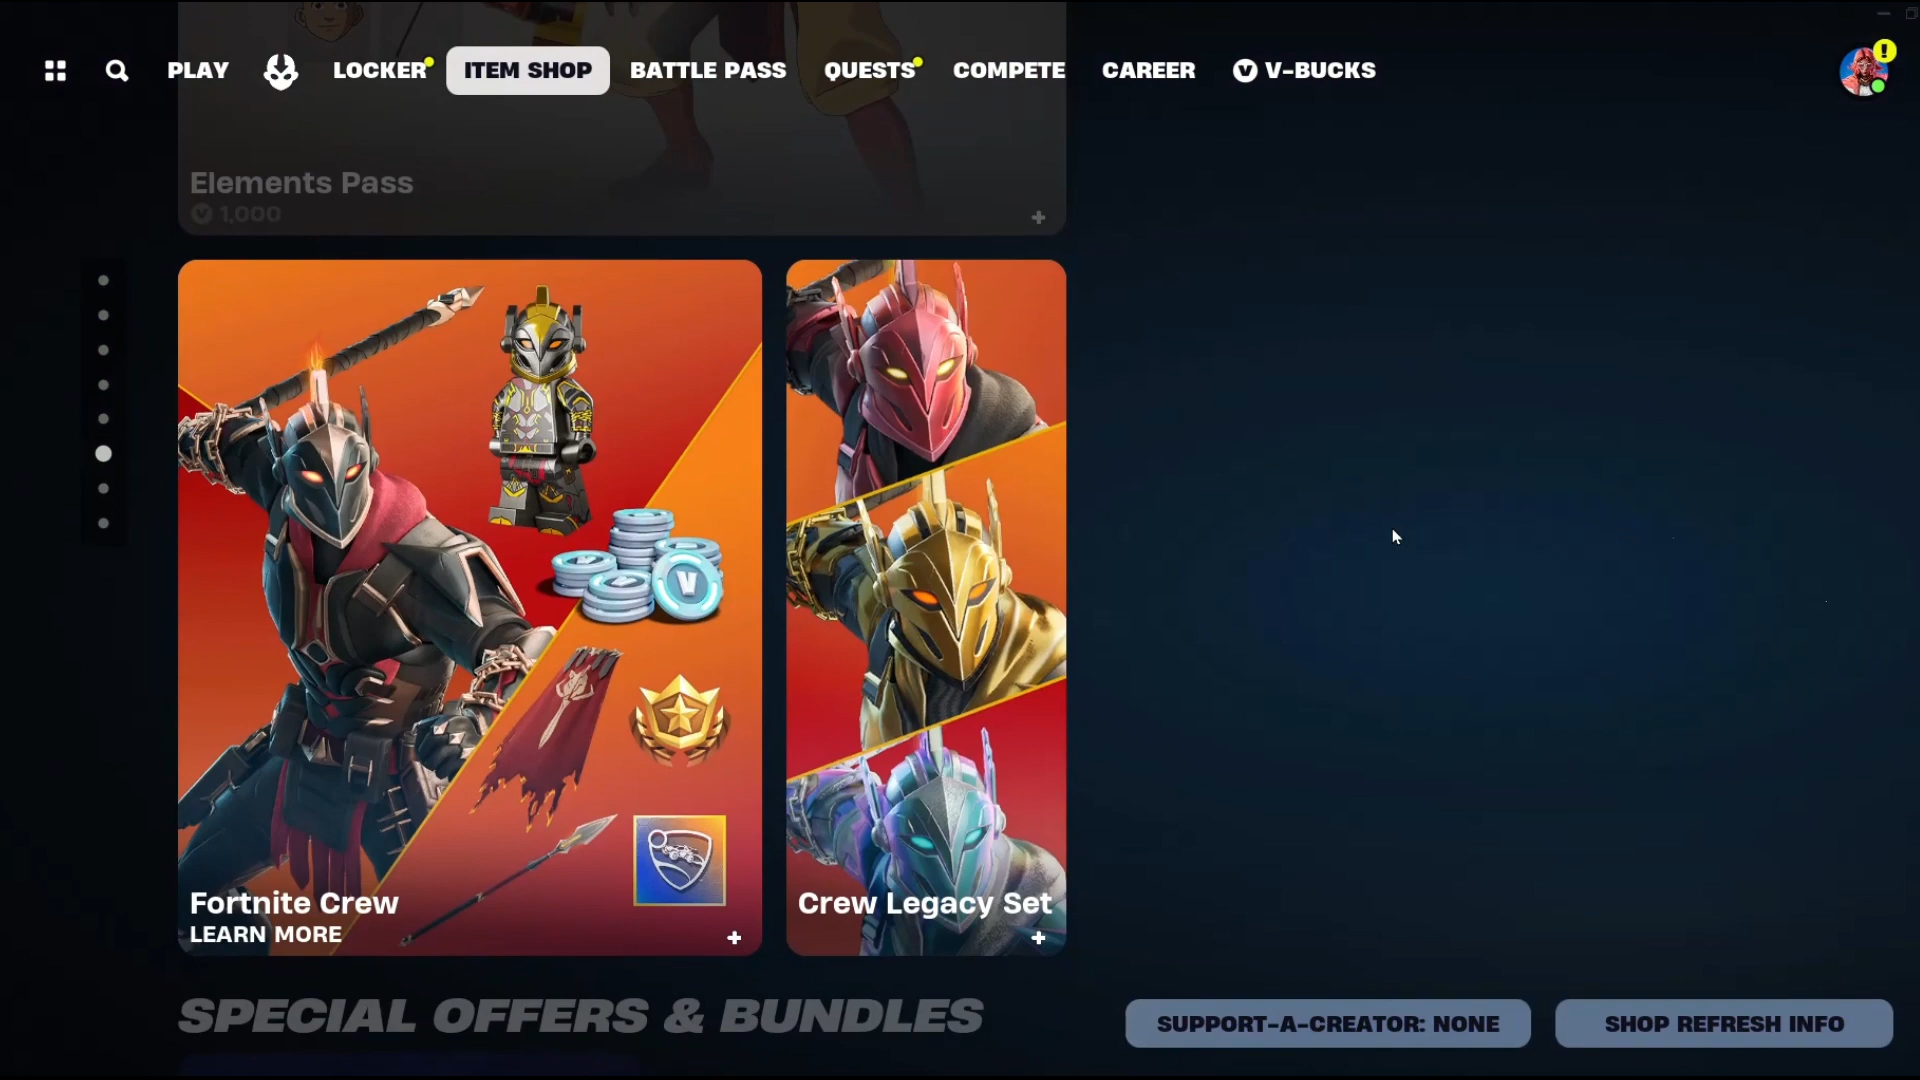 PLAY
LOCKER
ITEM SHOP
BATTLE PASS
QUESTS
COMPETE
CAREER
V-BUCKS
!
Elements Pass
1,000
+
V
Fortnite Crew
LEARN MORE
+
Crew Legacy Set
+
SPECIAL OFFERS & BUNDLES
SUPPORT-A-CREATOR: NONE
SHOP REFRESH INFO